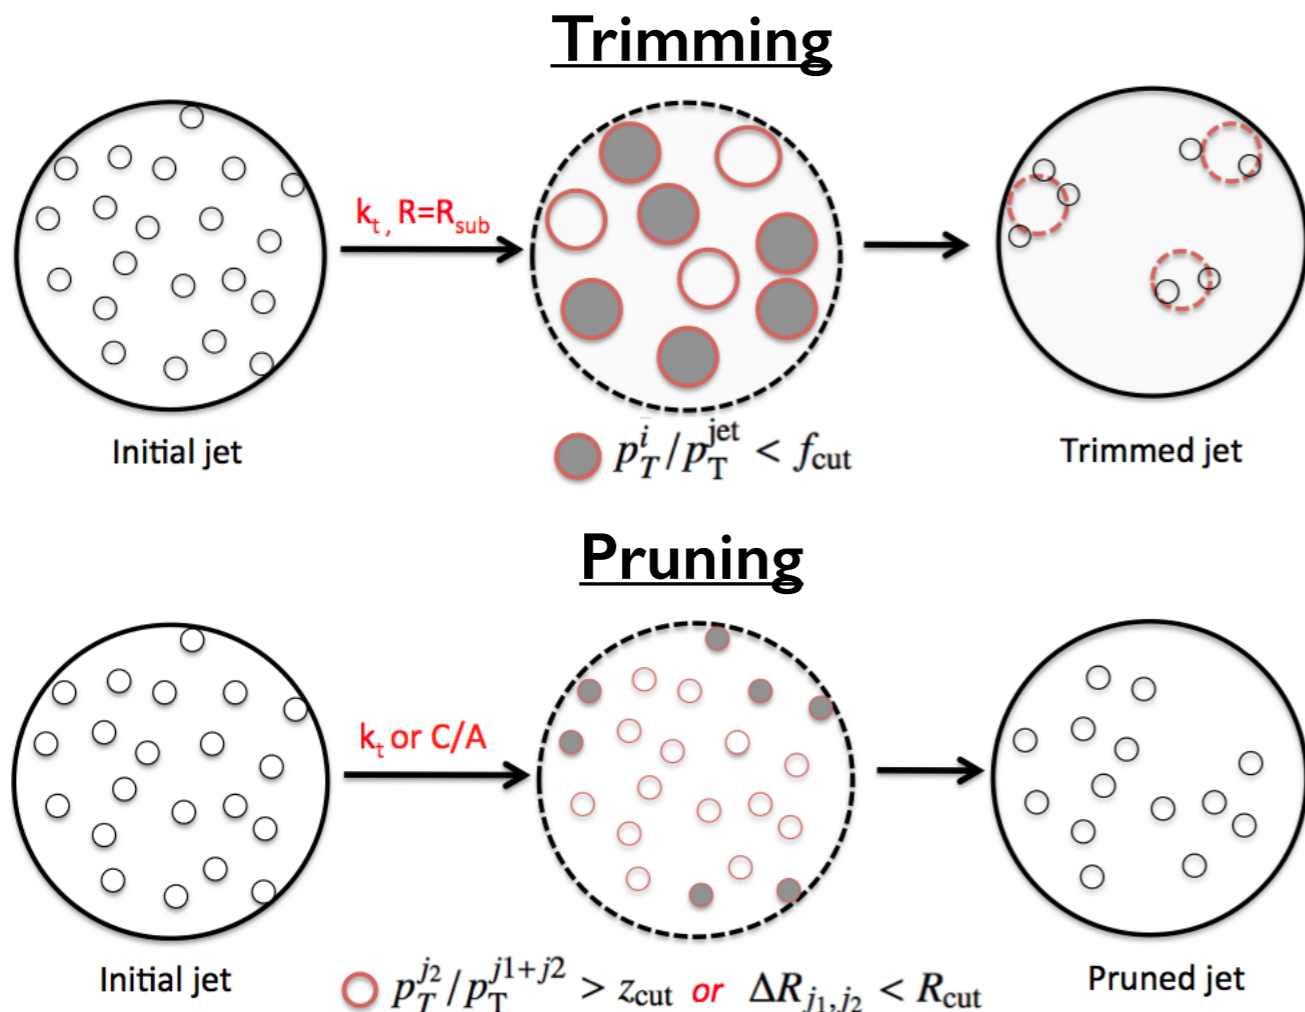 Trimming
k_t, R=R_sub
Initial jet
p_T^i/p_T^jet < f_cut
Trimmed jet
Pruning
k_t or C/A
Initial jet
p_T^j2/p_T^j1+j2 > z_cut or ΔR_j1,j2 < R_cut
Pruned jet